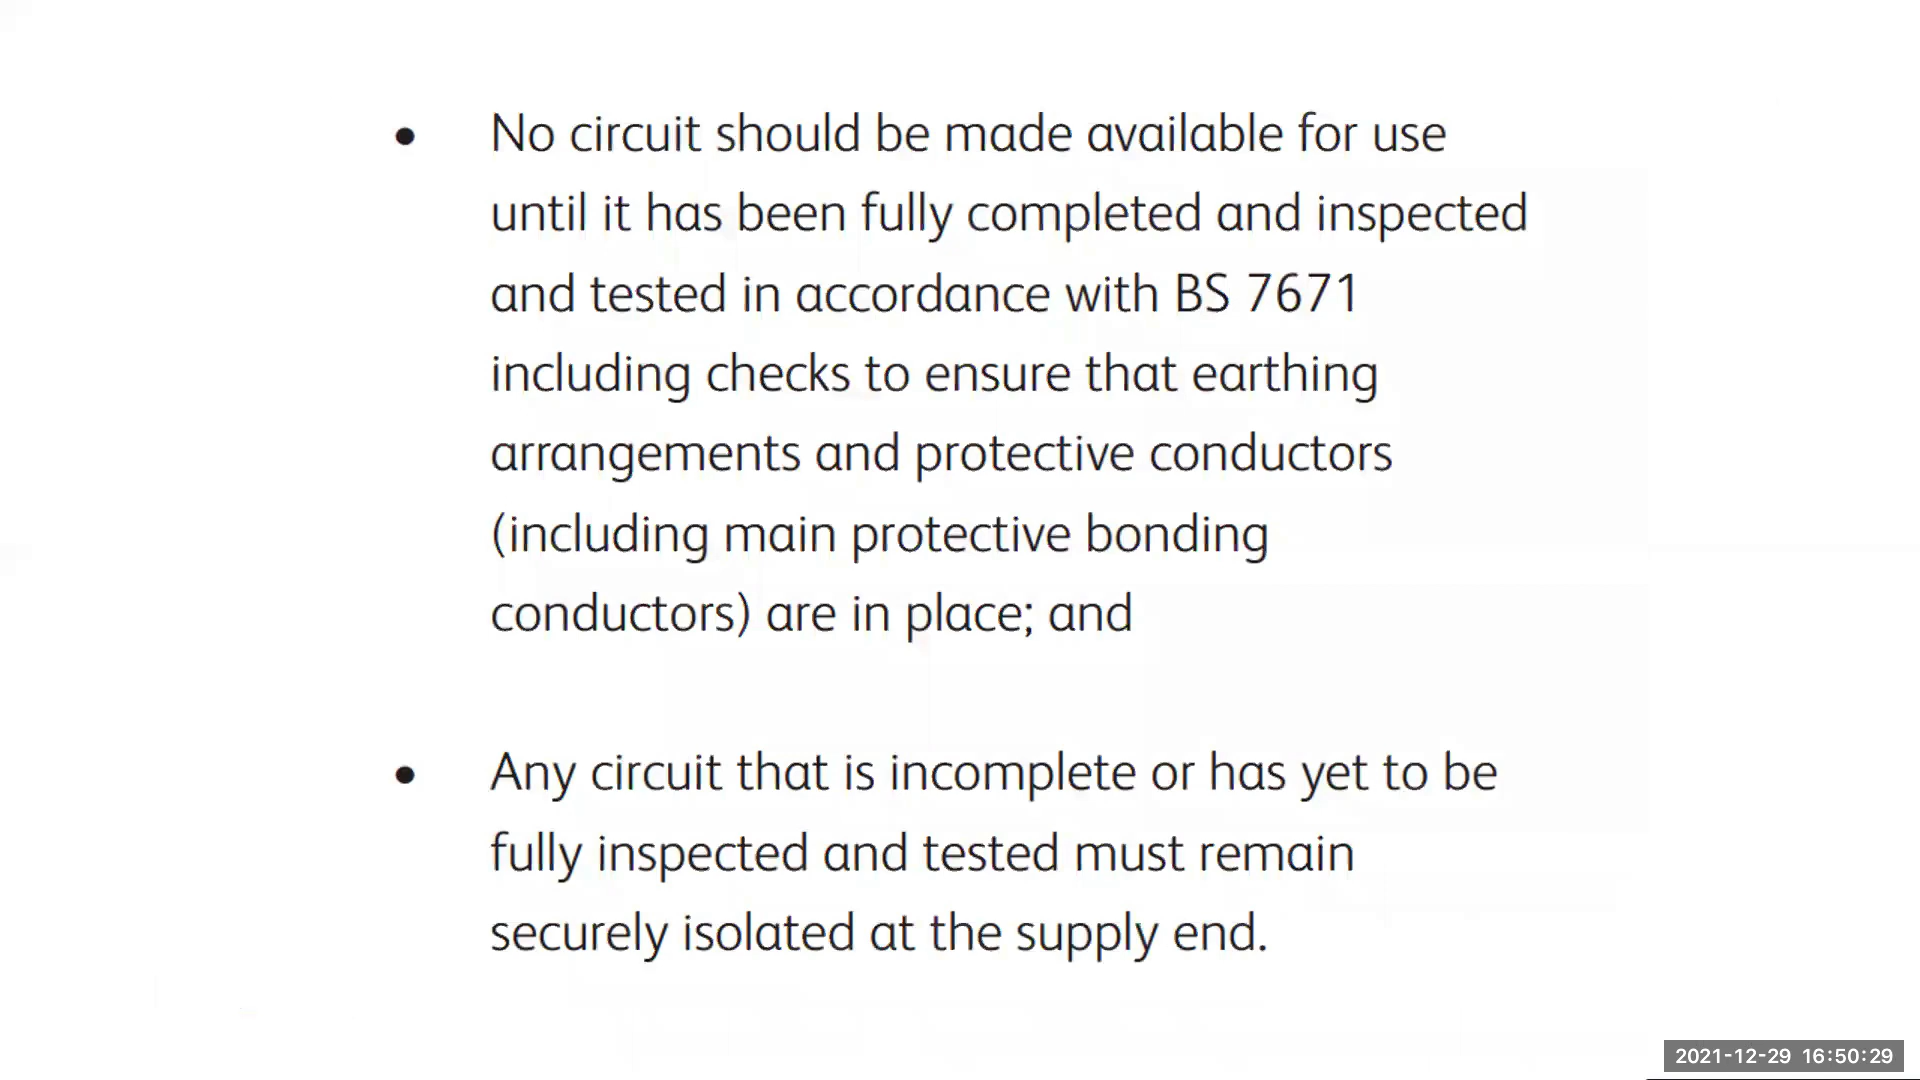 • No circuit should be made available for use
until it has been fully completed and inspected
and tested in accordance with BS 7671
including checks to ensure that earthing
arrangements and protective conductors
(including main protective bonding
conductors) are in place; and
• Any circuit that is incomplete or has yet to be
fully inspected and tested must remain
securely isolated at the supply end.
2021-12-29 16:50:29